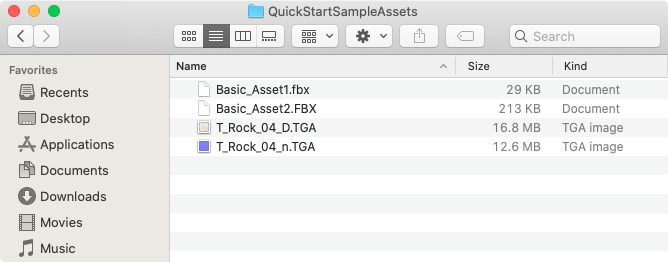 QuickStartSampleAssets
Search
Favorites
Recents
Desktop
Applications
Documents
Downloads
Movies
Music
Name Size Kind
Basic_Asset1.fbx 29 KB Document
Basic_Asset2.FBX 213 KB Document
T_Rock_04_D.TGA 16.8 MB TGA image
T_Rock_04_n.TGA 12.6 MB TGA image